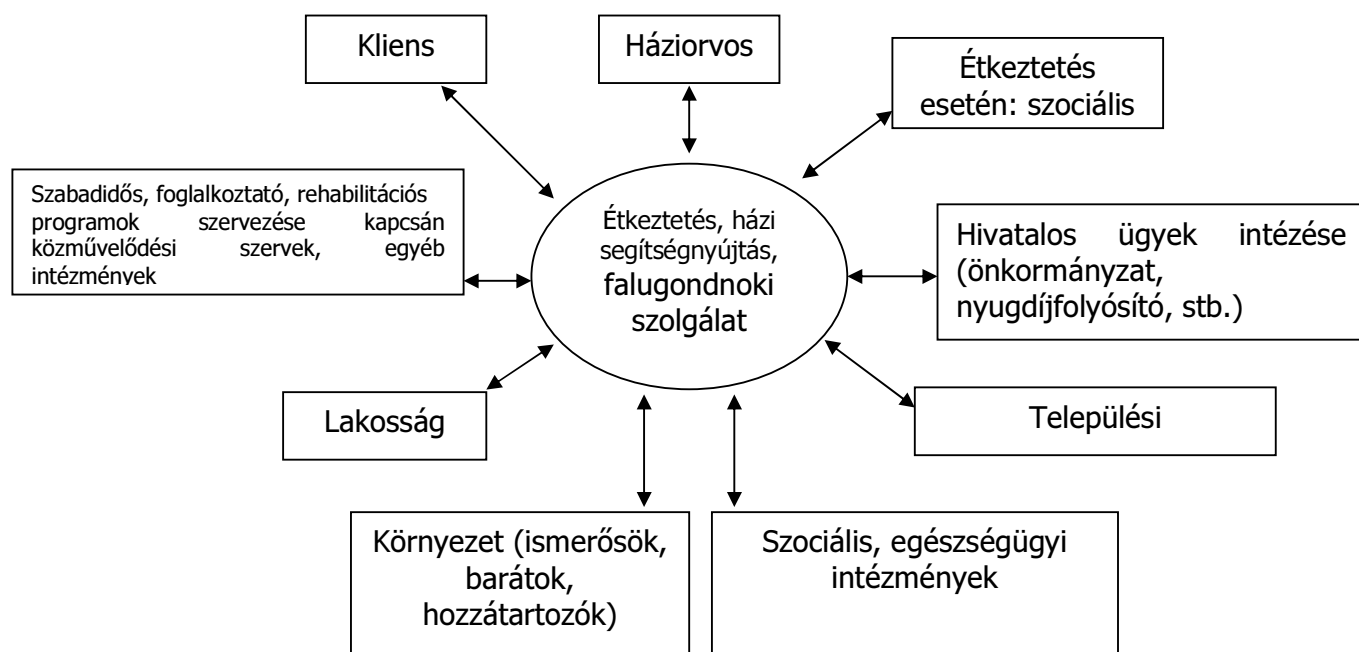 Kliens
Háziorvos
Étkeztetés
esetén: szociális
Szabadidős, foglalkoztató, rehabilitációs
programok szervezése kapcsán
közművelődési szervek, egyéb
intézmények
Étkeztetés, házi
segítségnyújtás,
falugondnoki
szolgálat
Hivatalos ügyek intézése
(önkormányzat,
nyugdíjfolyósító, stb.)
Lakosság
Települési
Környezet (ismerősök,
barátok,
hozzátartozók)
Szociális, egészségügyi
intézmények